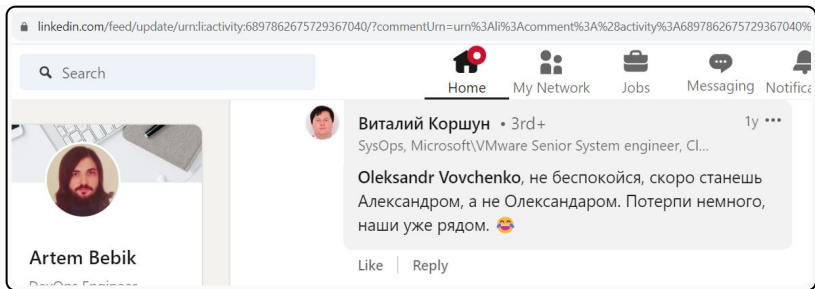 linkedin.com/feed/update/urn:li:activity:6897862675729367040/?commentUrn=urn%3Ali%3Acomment%3A%28activity%3A6897862675729367040%
Search
Home My Network Jobs Messaging Notifica
Виталий Коршун • 3rd+ 1y •••
SysOps, Microsoft\VMware Senior System engineer, Cl...
Oleksandr Vovchenko, не беспокойся, скоро станешь
Александром, а не Олександаром. Потерпи немного,
наши уже рядом. 😂
Like Reply
Artem Bebik
DevOps Engineer